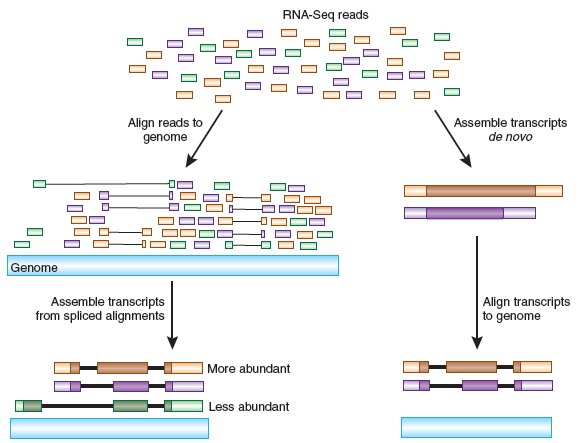 RNA-Seq reads
Align reads to
genome
Assemble transcripts
de novo
Genome
Assemble transcripts
from spliced alignments
Align transcripts
to genome
More abundant
Less abundant